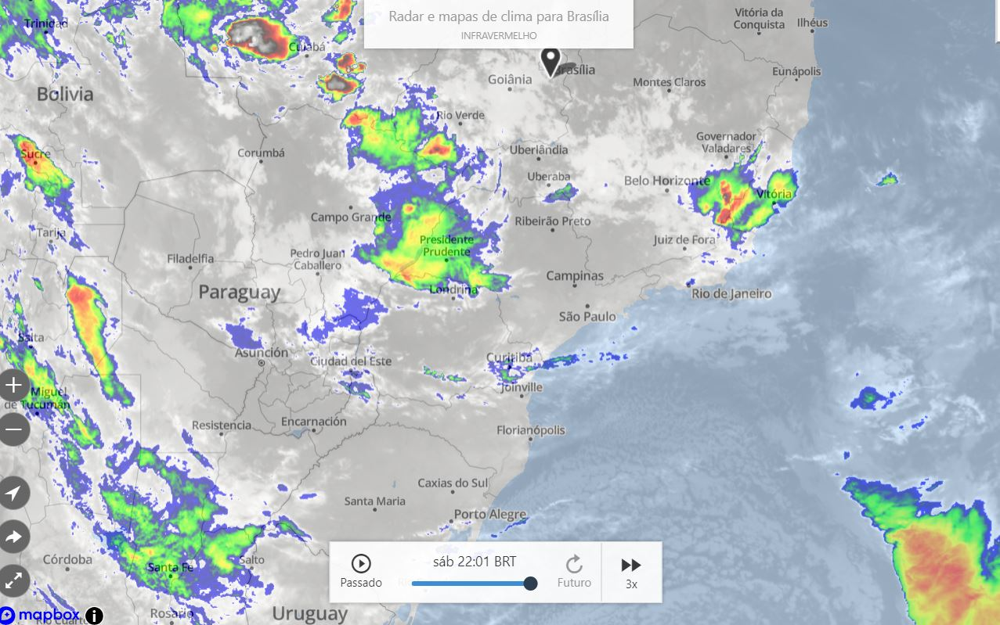 Radar e mapas de clima para Brasília
INFRAVERMELHO
Trinidad
Cuiabá
Vitória da
Conquista
Ilhéus
Bolivia
Goiânia
Brasília
Montes Claros
Eunápolis
Rio Verde
Corumbá
Uberlândia
Governador
Valadares
Sucre
Uberaba
Belo Horizonte
Vitória
Campo Grande
Ribeirão Preto
Tarija
Presidente
Prudente
Juiz de Fora
Filadelfia
Pedro Juan
Caballero
Campinas
Paraguay
Londrina
Rio de Janeiro
São Paulo
Salta
Asunción
Ciudad del Este
Curitiba
Joinville
Miguel
de Tucumán
Resistencia
Encarnación
Florianópolis
Caxias do Sul
Santa Maria
Porto Alegre
Córdoba
Santa Fe
Salto
sáb 22:01 BRT
Passado
Futuro
3x
Rosario
Uruguay
mapbox
Río Cuarto